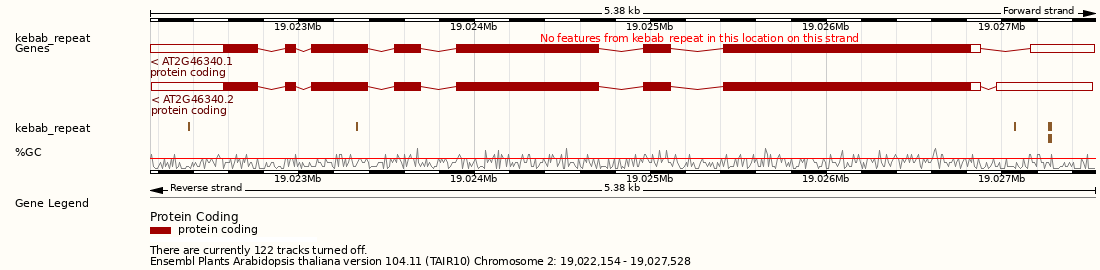 5.38 kb Forward strand
19.023Mb 19.024Mb 19.025Mb 19.026Mb 19.027Mb
kebab_repeat No features from kebab_repeat in this location on this strand
Genes
< AT2G46340.1
protein coding
< AT2G46340.2
protein coding
kebab_repeat
%GC
19.023Mb 19.024Mb 19.025Mb 19.026Mb 19.027Mb
Reverse strand 5.38 kb
Gene Legend
Protein Coding
protein coding
There are currently 122 tracks turned off.
Ensembl Plants Arabidopsis thaliana version 104.11 (TAIR10) Chromosome 2: 19,022,154 - 19,027,528